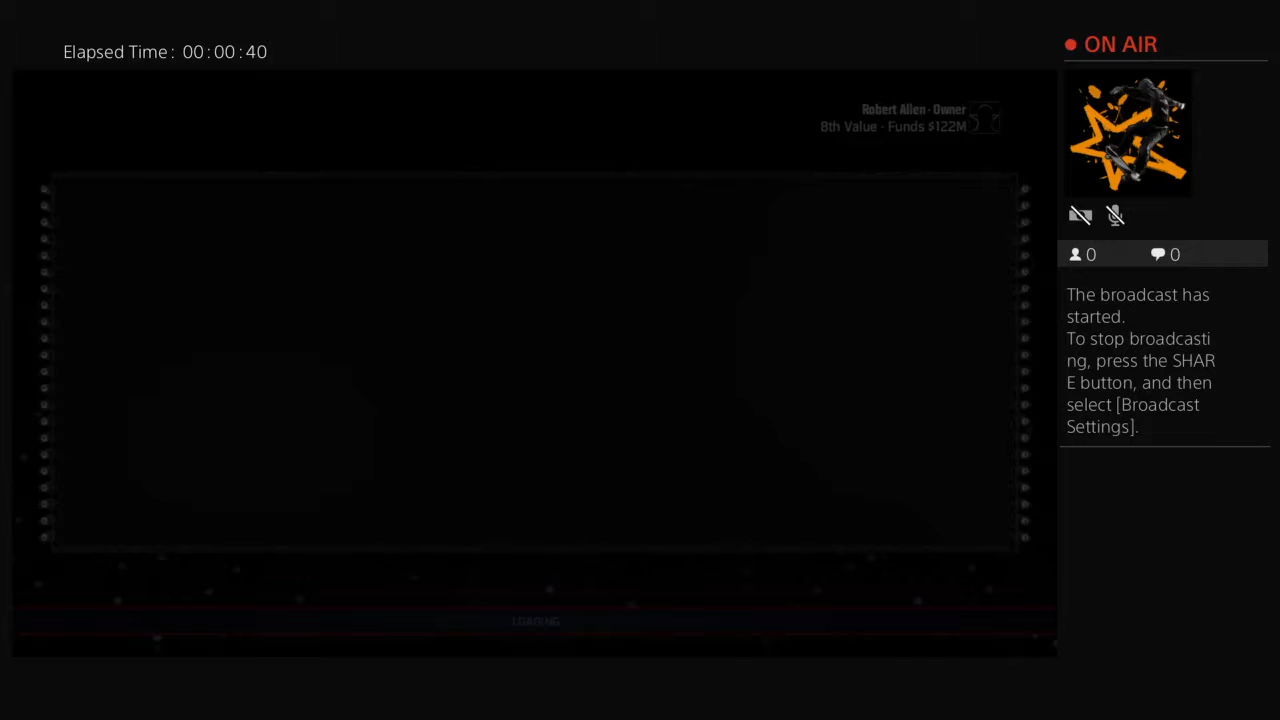 Elapsed Time: 00:00:40
ON AIR
Robert Allen - Owner
8th Value - Funds $122M
0
0
The broadcast has
started.
To stop broadcasti
ng, press the SHAR
E button, and then
select [Broadcast
Settings].
LOADING